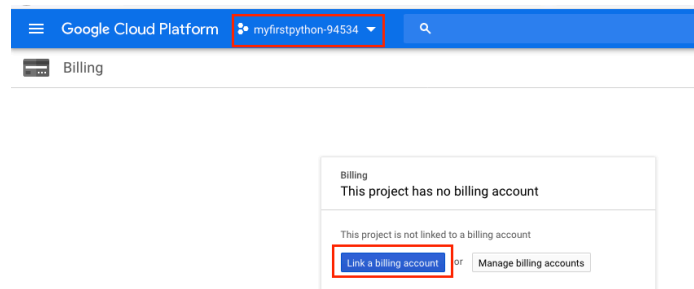 Google Cloud Platform myfirstpython-94534
Billing
Billing
This project has no billing account
This project is not linked to a billing account
Link a billing account or Manage billing accounts